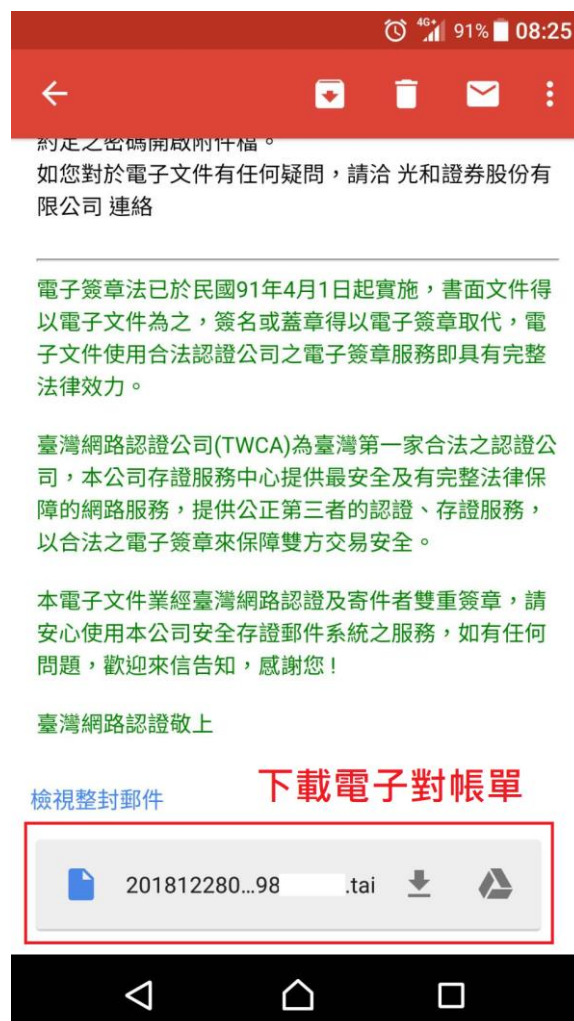 4G+ 91% 08:25
約定之密碼開啟附件檔。
如您對於電子文件有任何疑問，請洽 光和證券股份有
限公司 連絡
電子簽章法已於民國91年4月1日起實施，書面文件得
以電子文件為之，簽名或蓋章得以電子簽章取代，電
子文件使用合法認證公司之電子簽章服務即具有完整
法律效力。
臺灣網路認證公司(TWCA)為臺灣第一家合法之認證公
司，本公司存證服務中心提供最安全及有完整法律保
障的網路服務，提供公正第三者的認證、存證服務，
以合法之電子簽章來保障雙方交易安全。
本電子文件業經臺灣網路認證及寄件者雙重簽章，請
安心使用本公司安全存證郵件系統之服務，如有任何
問題，歡迎來信告知，感謝您！
臺灣網路認證敬上
下載電子對帳單
檢視整封郵件
201812280...98 .tai